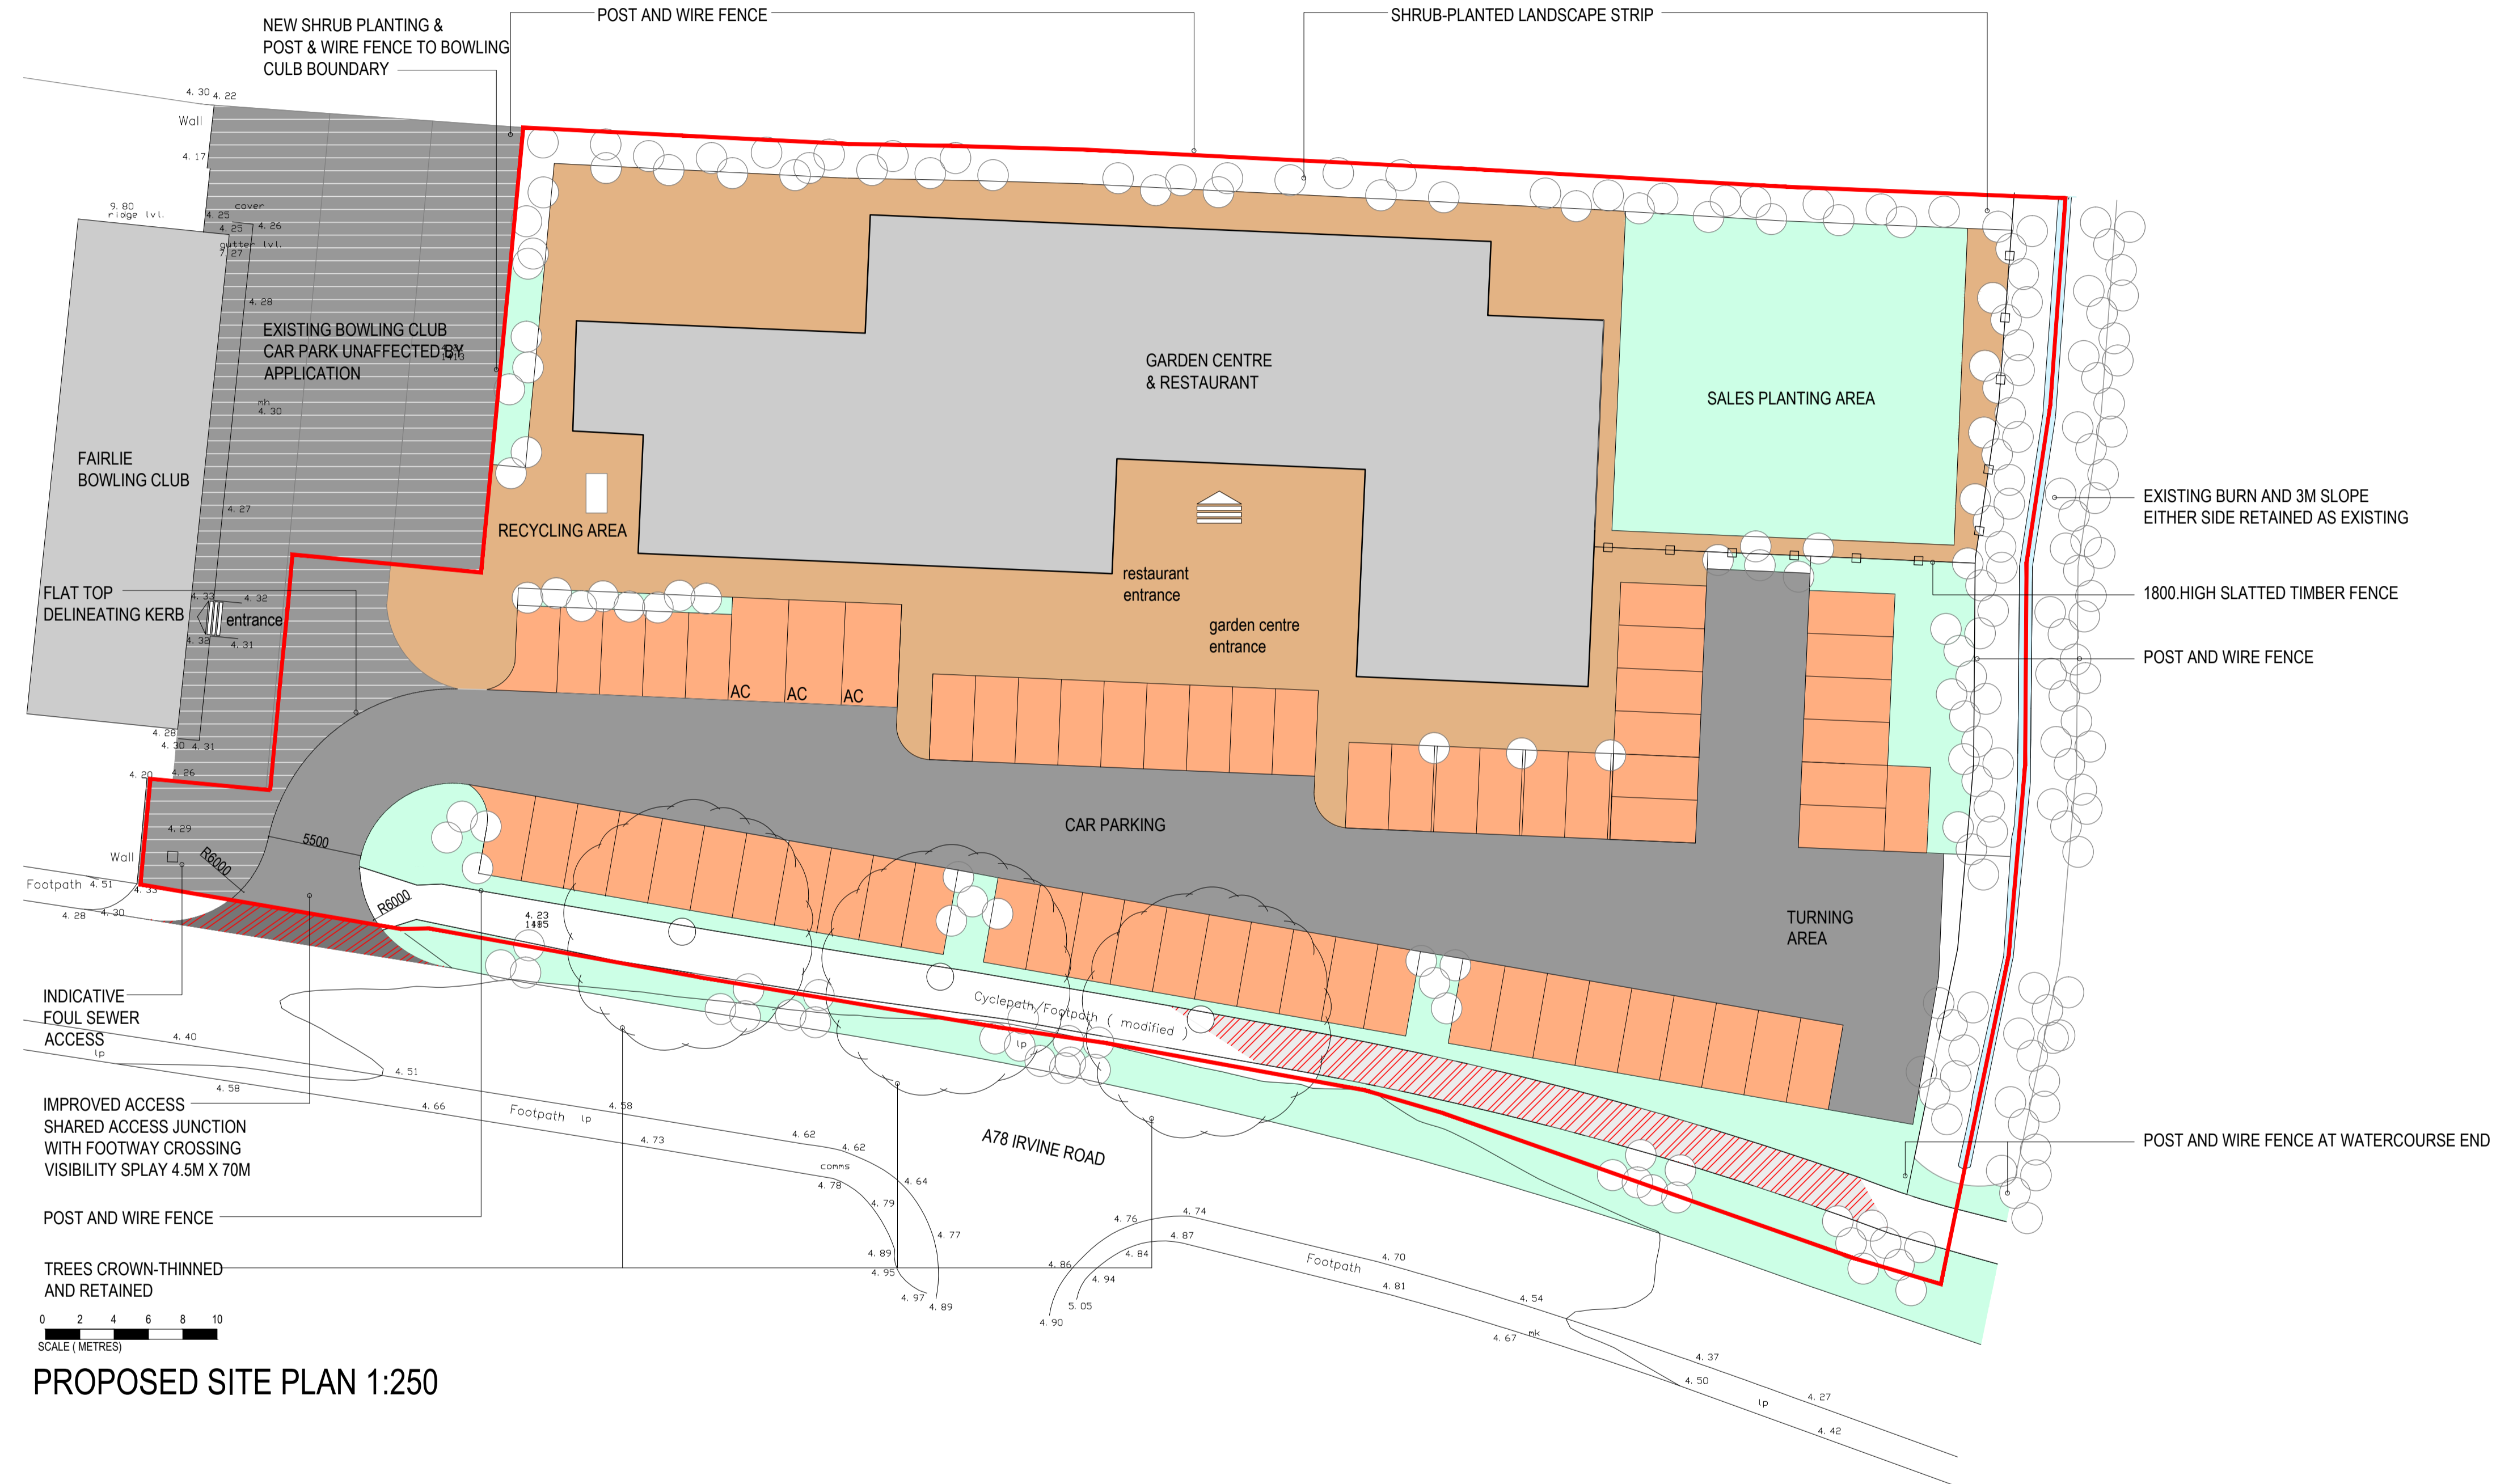 POST AND WIRE FENCE
SHRUB-PLANTED LANDSCAPE STRIP
NEW SHRUB PLANTING &
POST & WIRE FENCE TO BOWLING
CULB BOUNDARY
4. 30
4. 22
Wall
4. 17
9. 80
ridge lvl.
cover
4. 25
4. 26
4. 25
gutter lvl.
7. 27
4. 28
EXISTING BOWLING CLUB
CAR PARK UNAFFECTED BY
APPLICATION
1413
mh
4. 30
GARDEN CENTRE
& RESTAURANT
SALES PLANTING AREA
FAIRLIE
BOWLING CLUB
4. 27
RECYCLING AREA
EXISTING BURN AND 3M SLOPE
EITHER SIDE RETAINED AS EXISTING
restaurant
entrance
FLAT TOP
DELINEATING KERB
4. 33
4. 32
entrance
4. 32
4. 31
garden centre
entrance
1800.HIGH SLATTED TIMBER FENCE
POST AND WIRE FENCE
AC
AC
AC
4. 28
4. 30
4. 31
4. 20
4. 26
4. 29
Wall
R6000
5500
CAR PARKING
Footpath
4. 51
4. 33
4. 28
4. 30
R6000
4. 23
TURNING
AREA
INDICATIVE
FOUL SEWER
ACCESS
Cyclepath/Footpath ( modified )
lp
4. 40
lp
4. 51
4. 58
4. 58
4. 66
Footpath
lp
4. 73
4. 62
4. 62
comms
4. 78
4. 64
4. 79
4. 77
4. 89
4. 95
4. 97
4. 89
A78 IRVINE ROAD
IMPROVED ACCESS
SHARED ACCESS JUNCTION
WITH FOOTWAY CROSSING
VISIBILITY SPLAY 4.5M X 70M
POST AND WIRE FENCE AT WATERCOURSE END
POST AND WIRE FENCE
4. 76
4. 74
4. 87
4. 84
4. 86
4. 94
5. 05
4. 90
Footpath
4. 70
4. 81
4. 54
4. 67
mk
4. 37
4. 50
4. 27
lp
4. 42
TREES CROWN-THINNED
AND RETAINED
0 2 4 6 8 10
SCALE ( METRES)
PROPOSED SITE PLAN 1:250